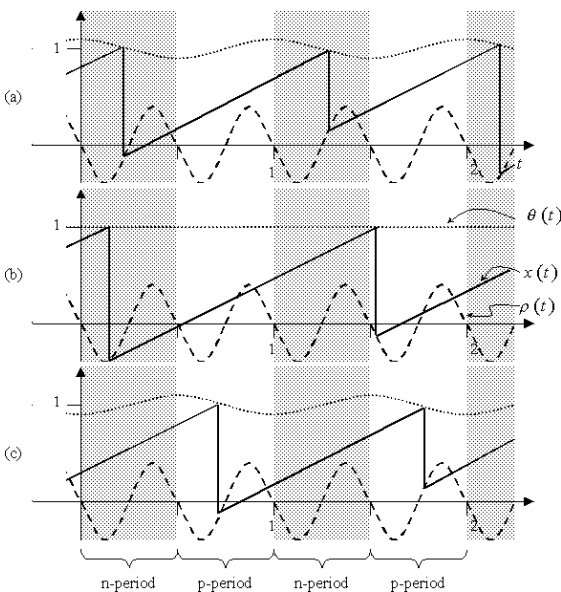 1
(a)
1
2
t
1
θ (t)
(b)
x(t)
ρ(t)
1
2
1
(c)
1
2
n-period
p-period
n-period
p-period